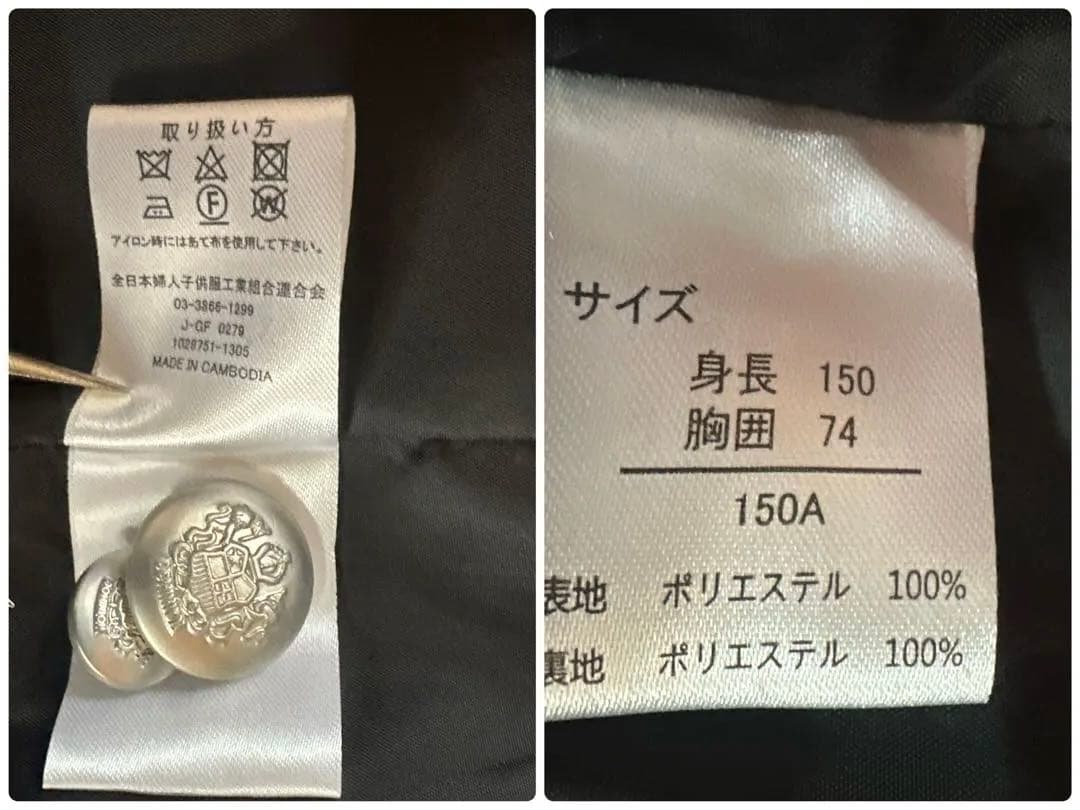 取り扱い方
F W
アイロン時にはあて布を使用して下さい。
全日本婦人子供服工業組合連合会
03-3866-1299
J-GF 0279
1028751-1305
MADE IN CAMBODIA
サイズ
身長 150
胸囲 74
150A
表地 ポリエステル 100%
裏地 ポリエステル 100%